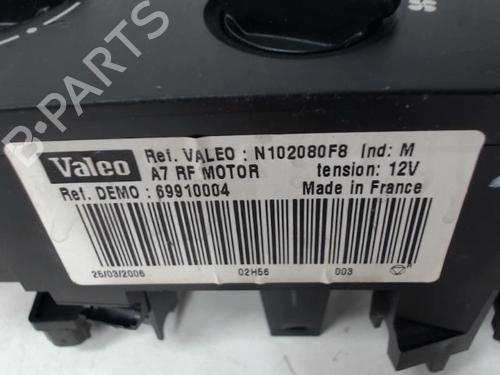 B-PARTS
Valeo Ref. VALEO : N102080F8 Ind: M
A7 RF MOTOR tension: 12V
Ref. DEMO : 69910004 Made in France
25/03/2006 02H56 003